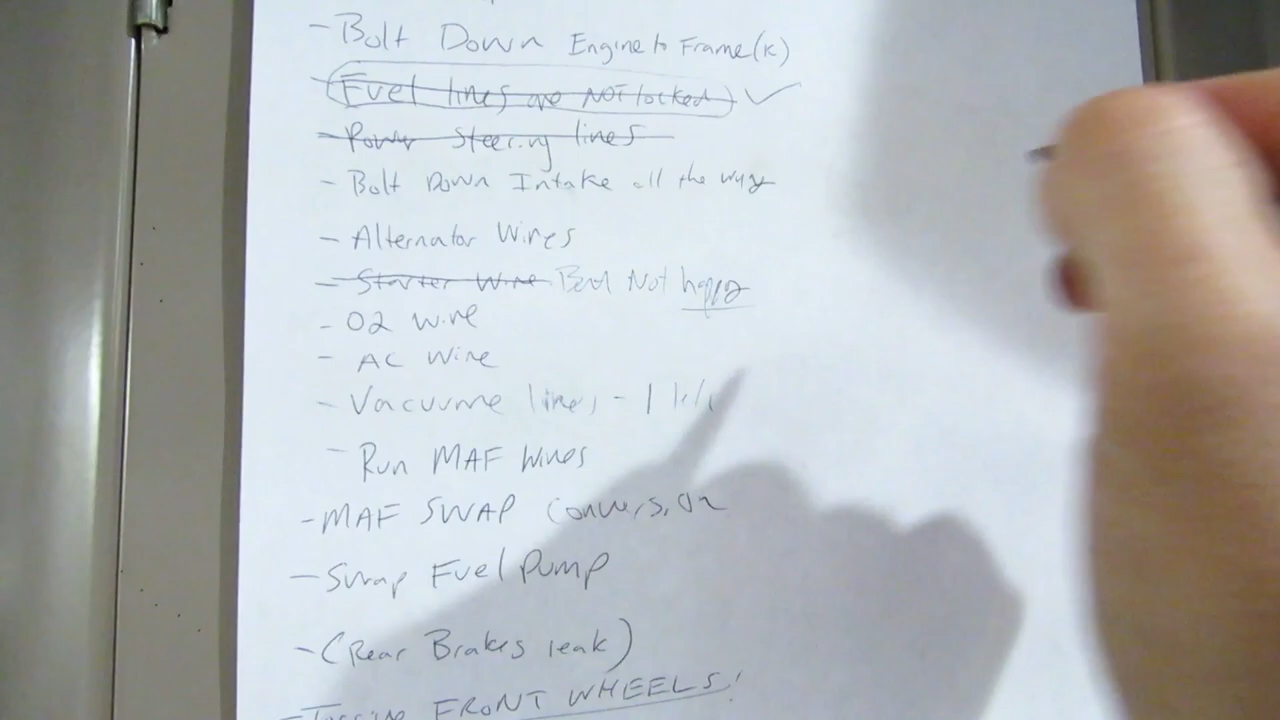 - Bolt Down Engine to Frame (K)
- Fuel lines are NOT locked ✓
- Power Steering lines
- Bolt Down Intake all the way
- Alternator Wires
- Starter Wire But Not happy
- O2 wire
- AC Wire
- Vacuume lines - 1
- Run MAF Wires
- MAF SWAP Conversion
- Swap Fuel Pump
- (Rear Brakes leak)
FRONT WHEELS!